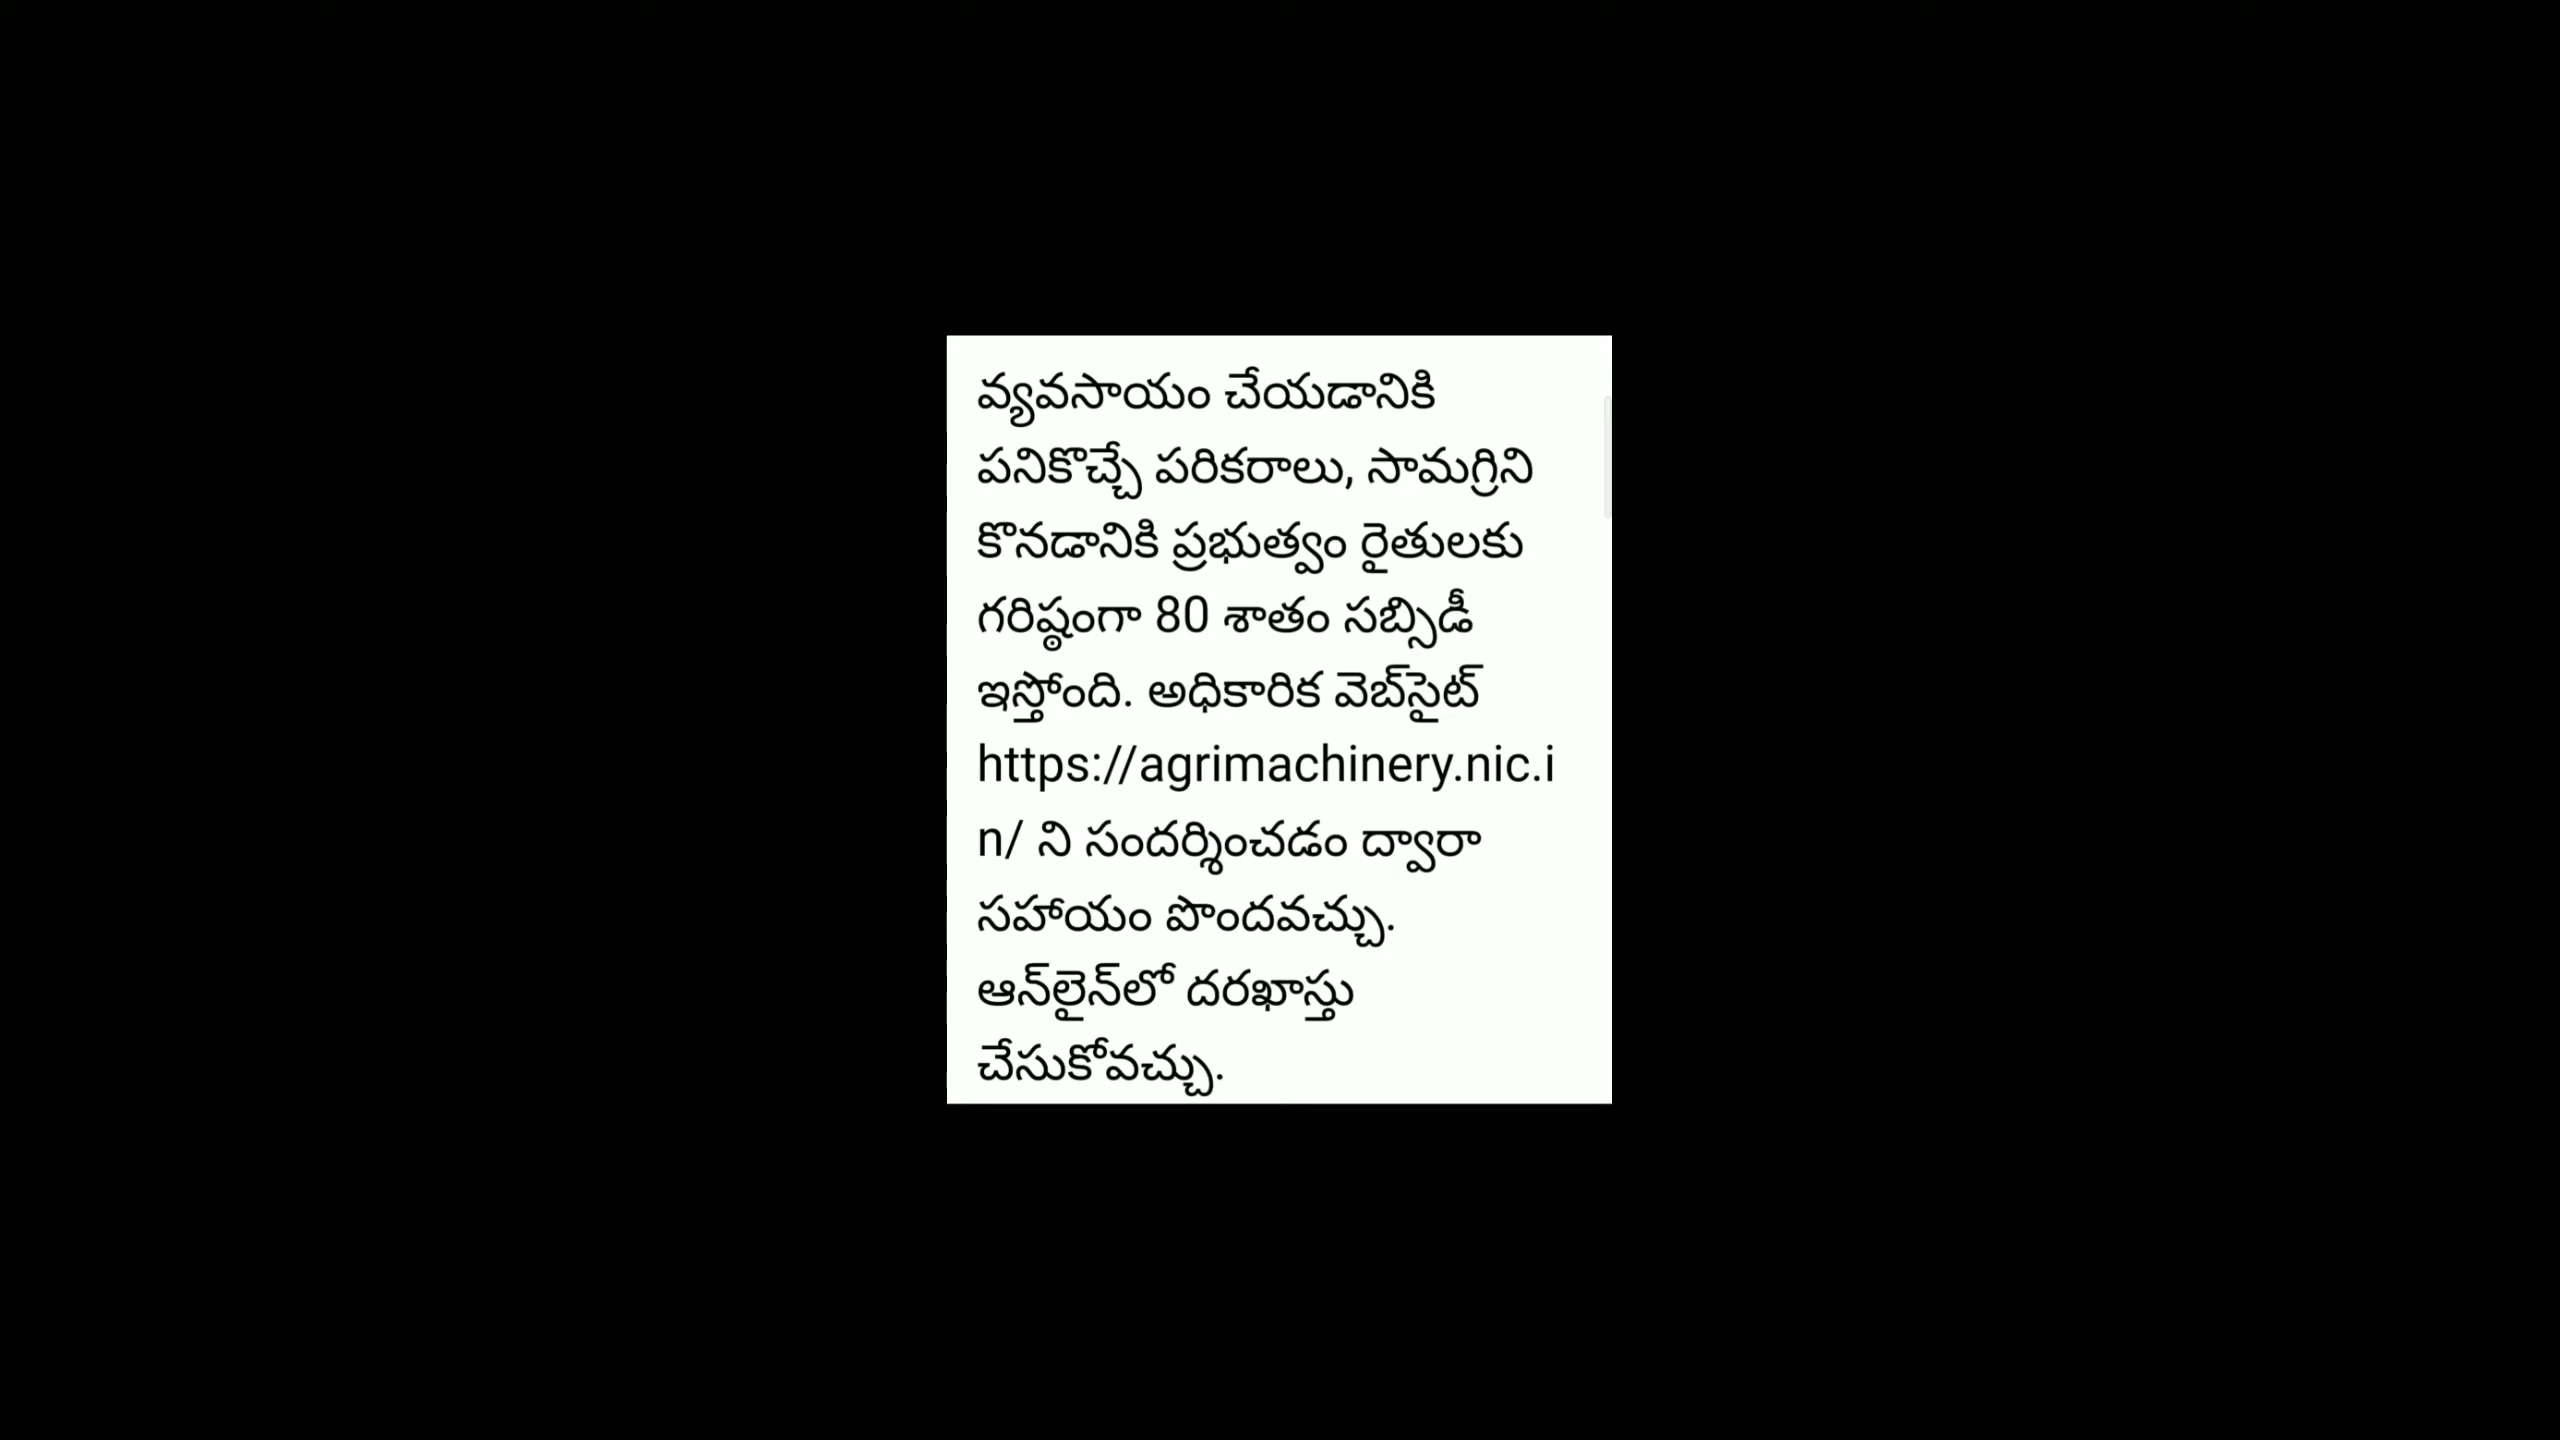 వ్యవసాయం చేయడానికి
పనికొచ్చే పరికరాలు, సామగ్రిని
కొనడానికి ప్రభుత్వం రైతులకు
గరిష్ఠంగా 80 శాతం సబ్సిడీ
ఇస్తోంది. అధికారిక వెబ్‌సైట్
https://agrimachinery.nic.i
n/ ని సందర్శించడం ద్వారా
సహాయం పొందవచ్చు.
ఆన్‌లైన్‌లో దరఖాస్తు
చేసుకోవచ్చు.